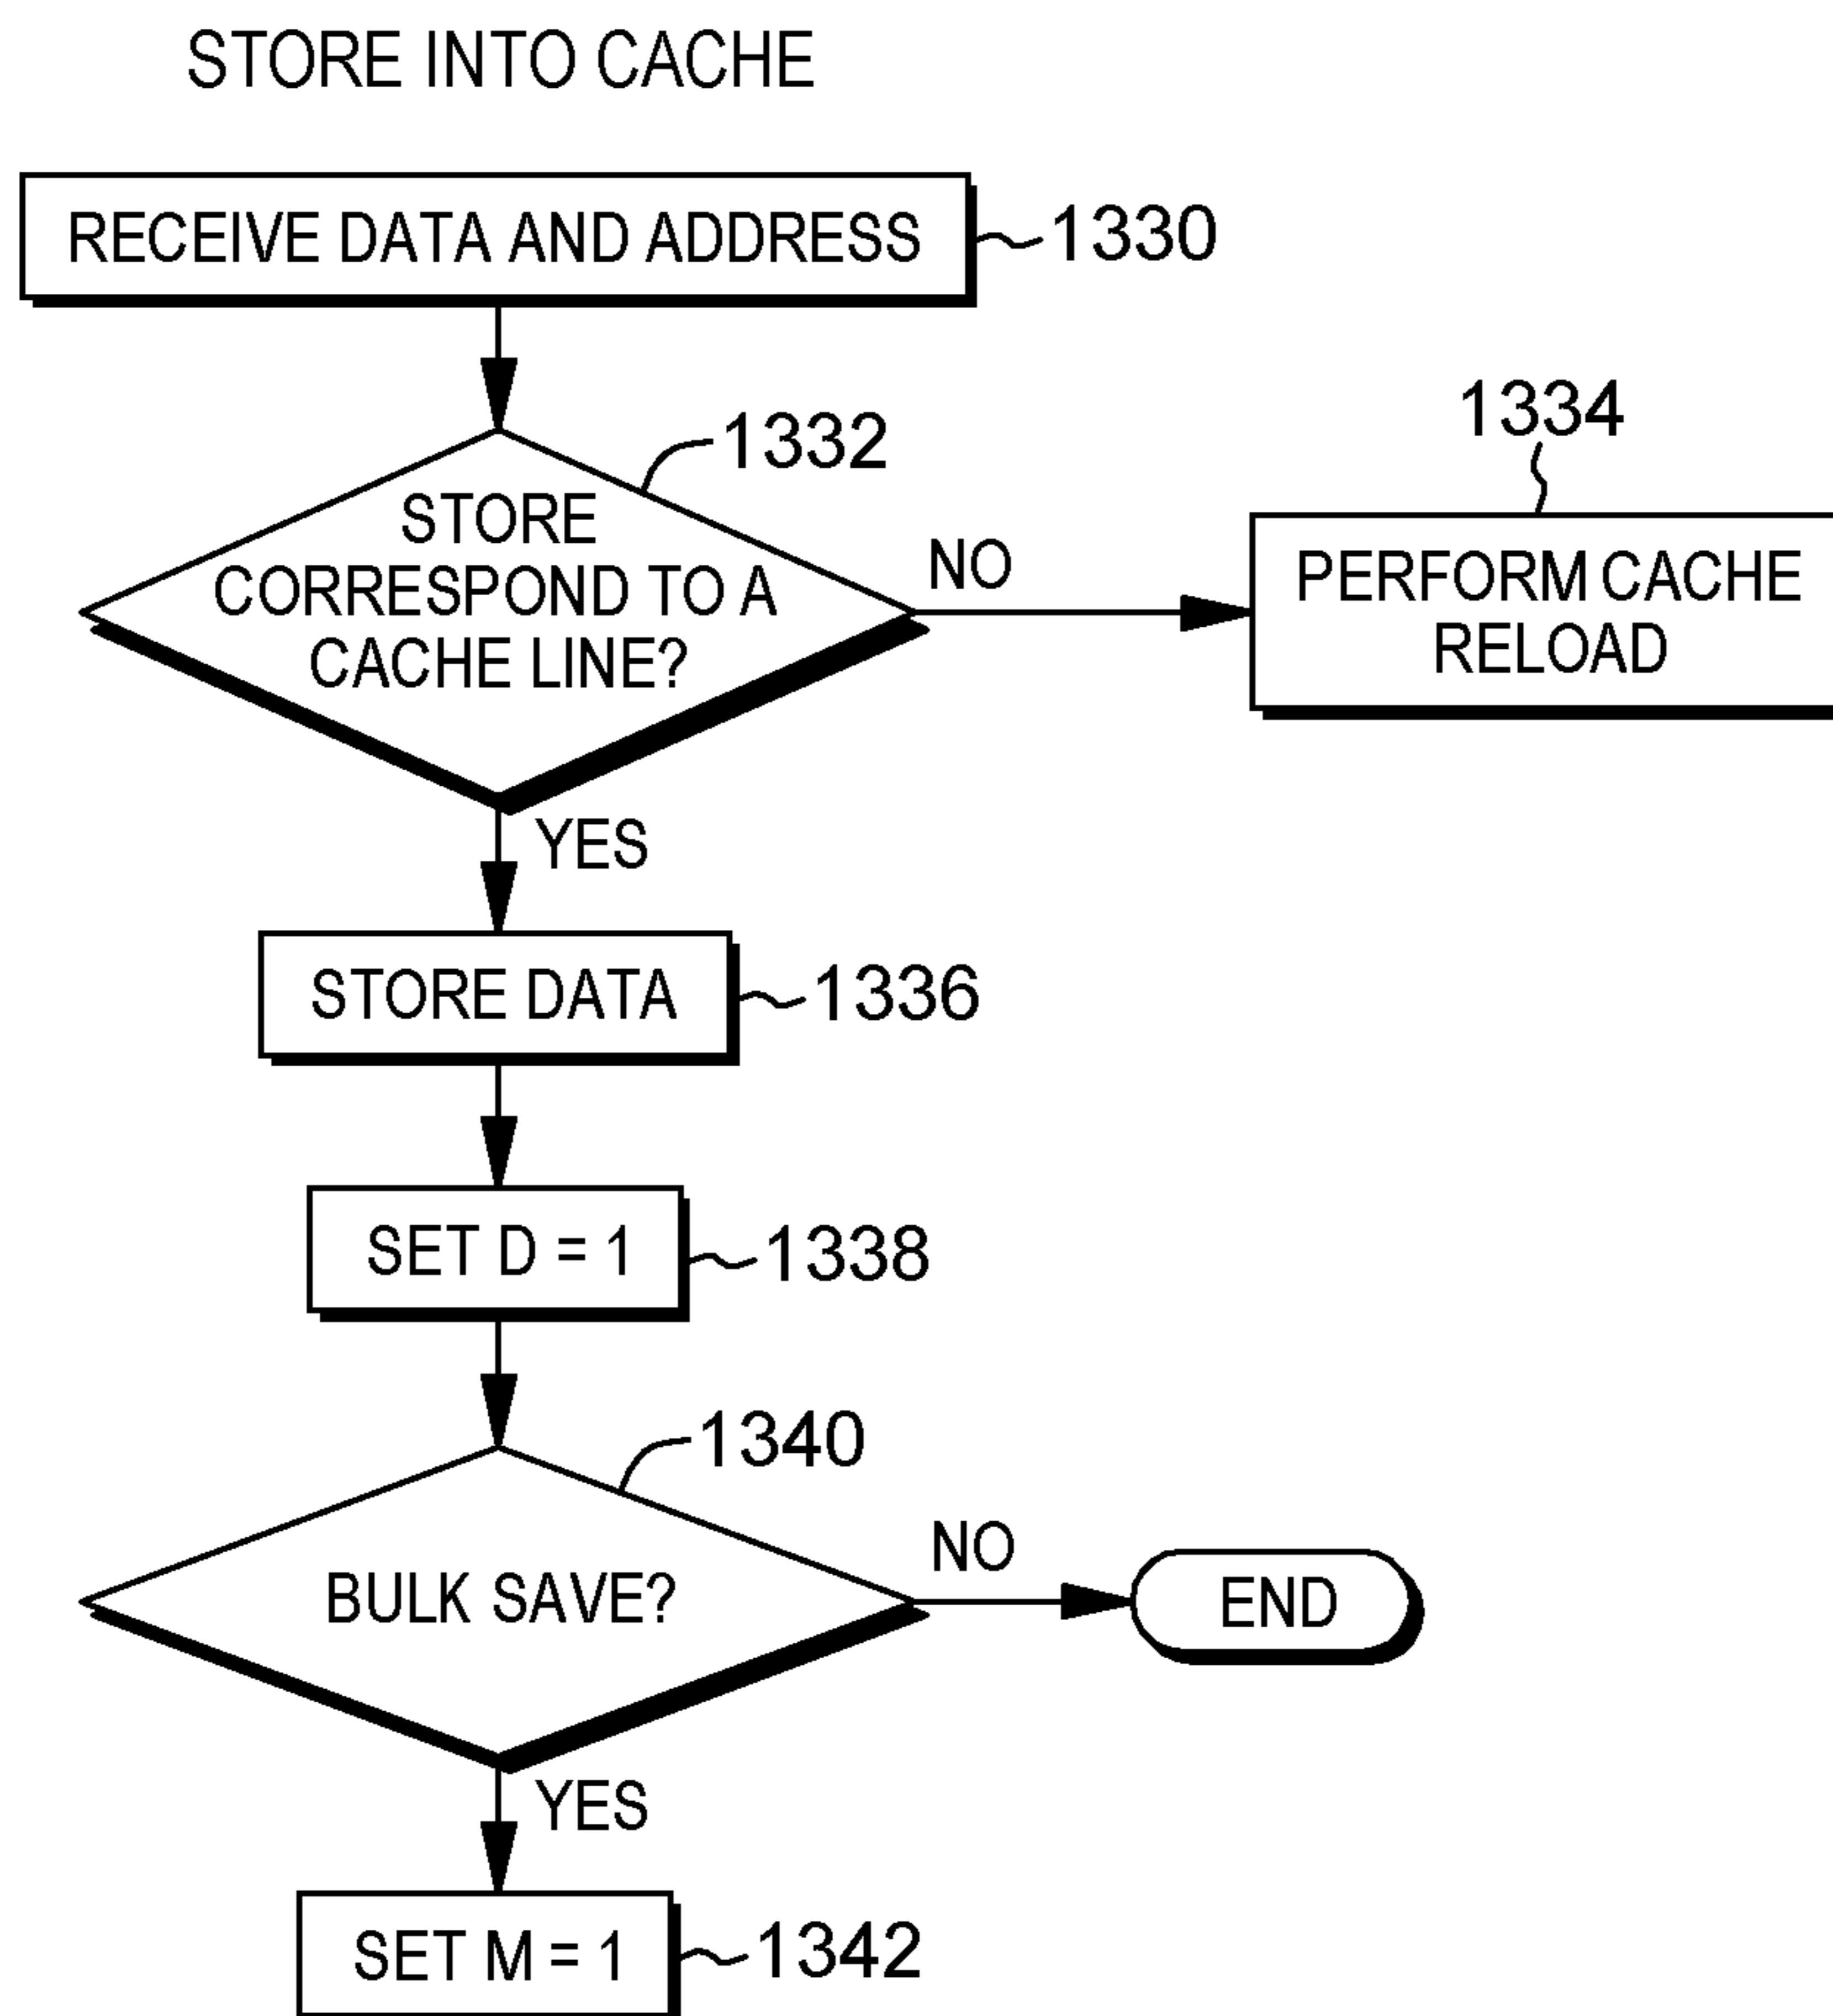 STORE INTO CACHE
RECEIVE DATA AND ADDRESS
1330
1332
STORE
CORRESPOND TO A
CACHE LINE?
NO
1334
PERFORM CACHE
RELOAD
YES
STORE DATA
1336
SET D = 1
1338
1340
BULK SAVE?
NO
END
YES
SET M = 1
1342